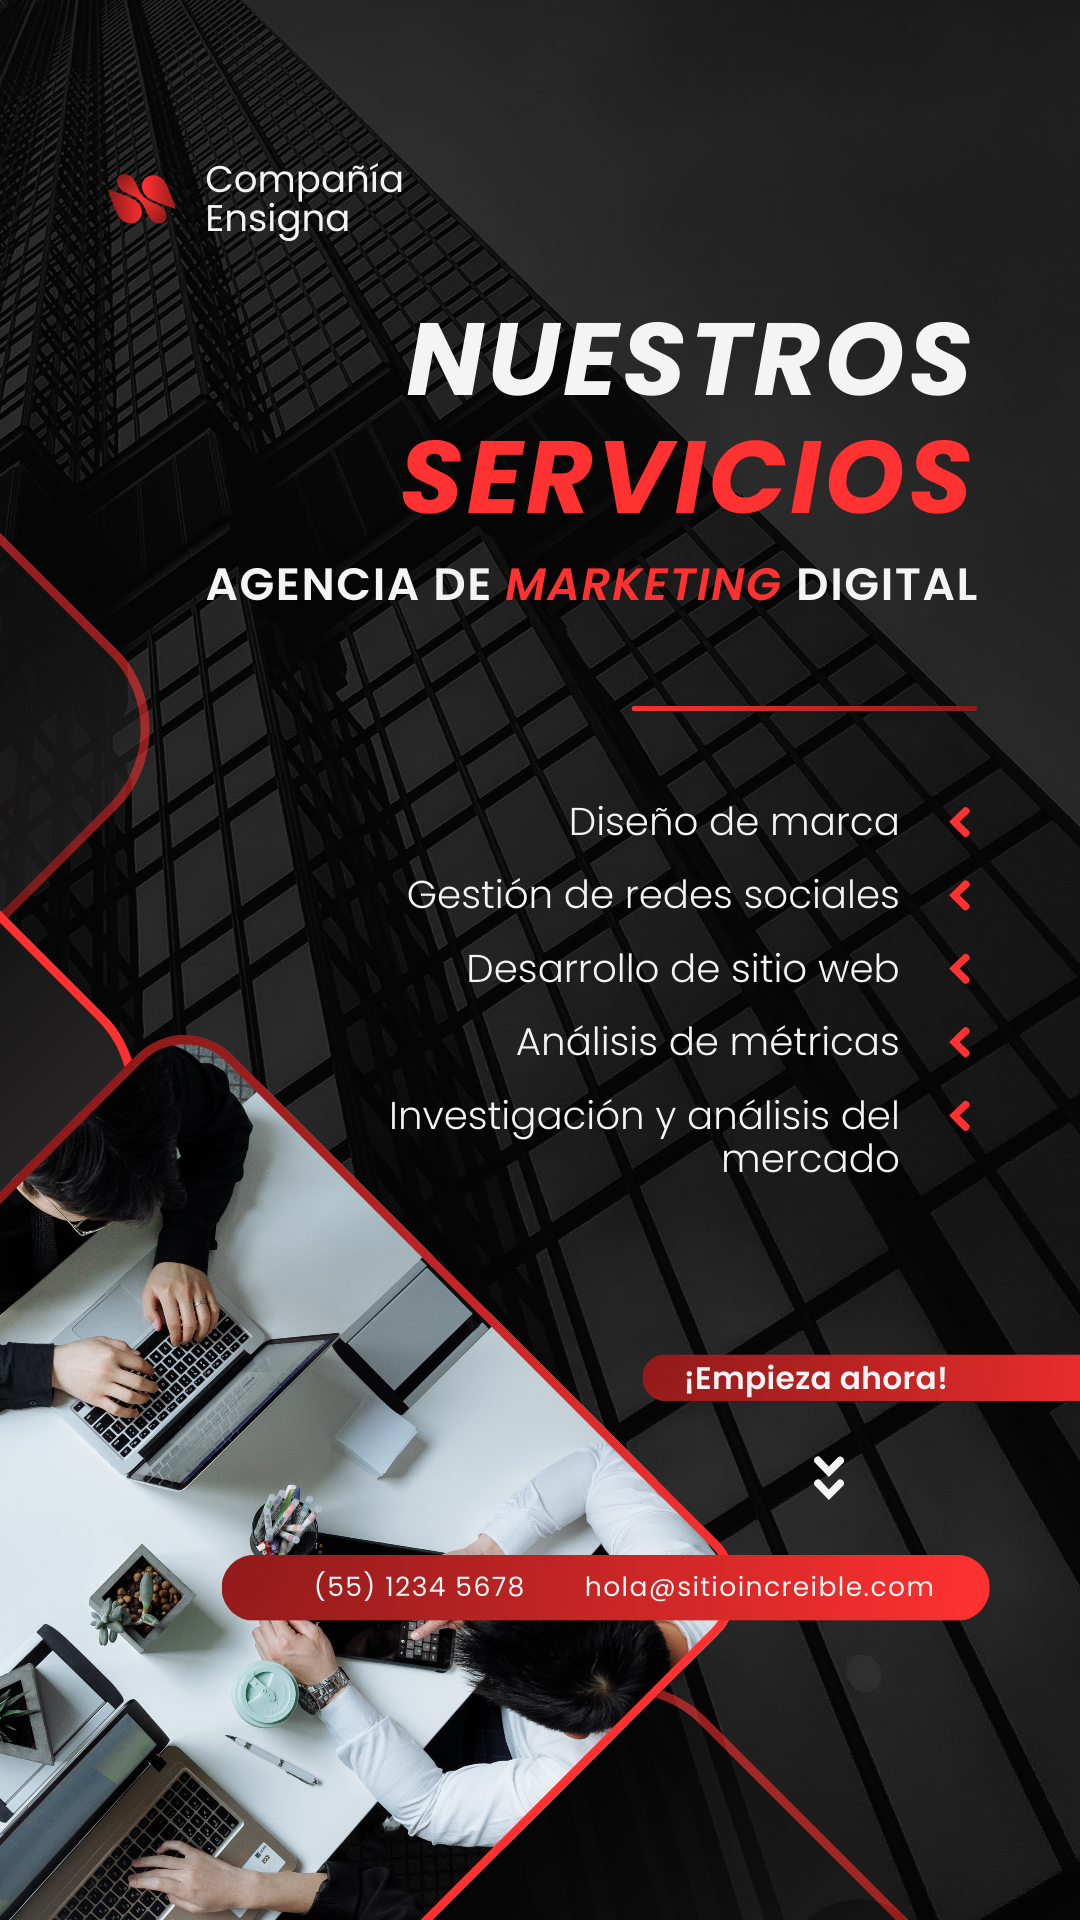 Compañía
Ensigna
NUESTROS
SERVICIOS
AGENCIA DE MARKETING DIGITAL
Diseño de marca
Gestión de redes sociales
Desarrollo de sitio web
Análisis de métricas
Investigación y análisis del
mercado
¡Empieza ahora!
(55) 1234 5678 hola@sitioincreible.com